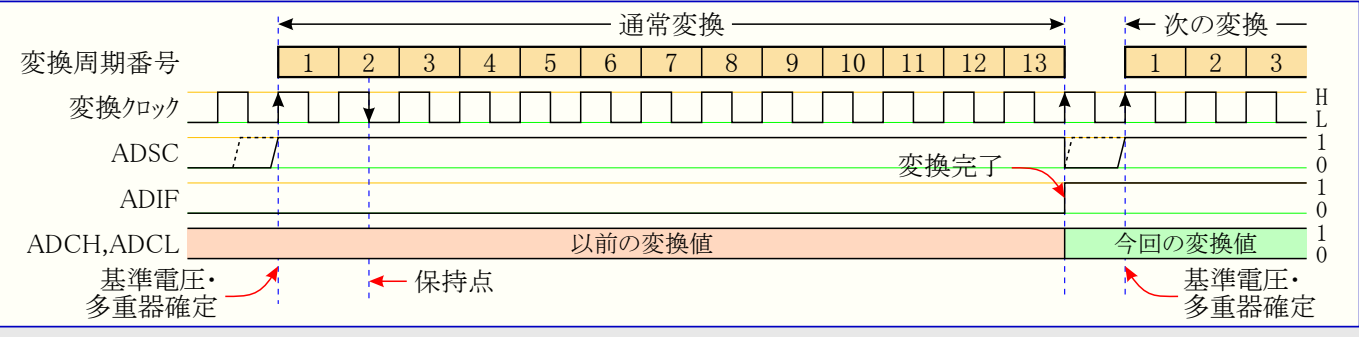 通常変換 次の変換
変換周期番号 1 2 3 4 5 6 7 8 9 10 11 12 13 1 2 3
変換クロック H
L
ADSC 1
0
変換完了
ADIF 1
0
ADCH,ADCL 以前の変換値 今回の変換値 1
0
基準電圧・
多重器確定
保持点
基準電圧・
多重器確定